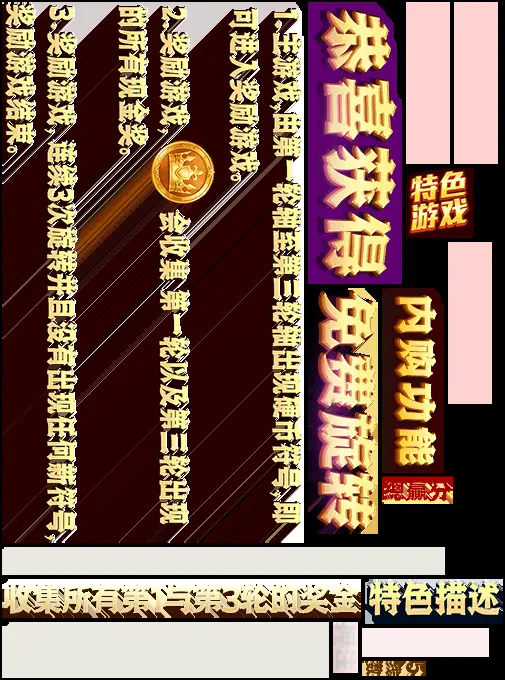 1.主游戏,由第一轮轴至第三轮轴出现硬币符号,即
可进入奖励游戏。
2.奖励游戏,会收集 第一轮以及第三轮出现
的所有现金奖。
3.奖励游戏,连续3次旋转并且没有出现任何新符号,
奖励游戏结束。
恭喜获得
免费旋转
特色
游戏
内购功能
總贏分
收集所有第1与第3轮的奖金
特色描述